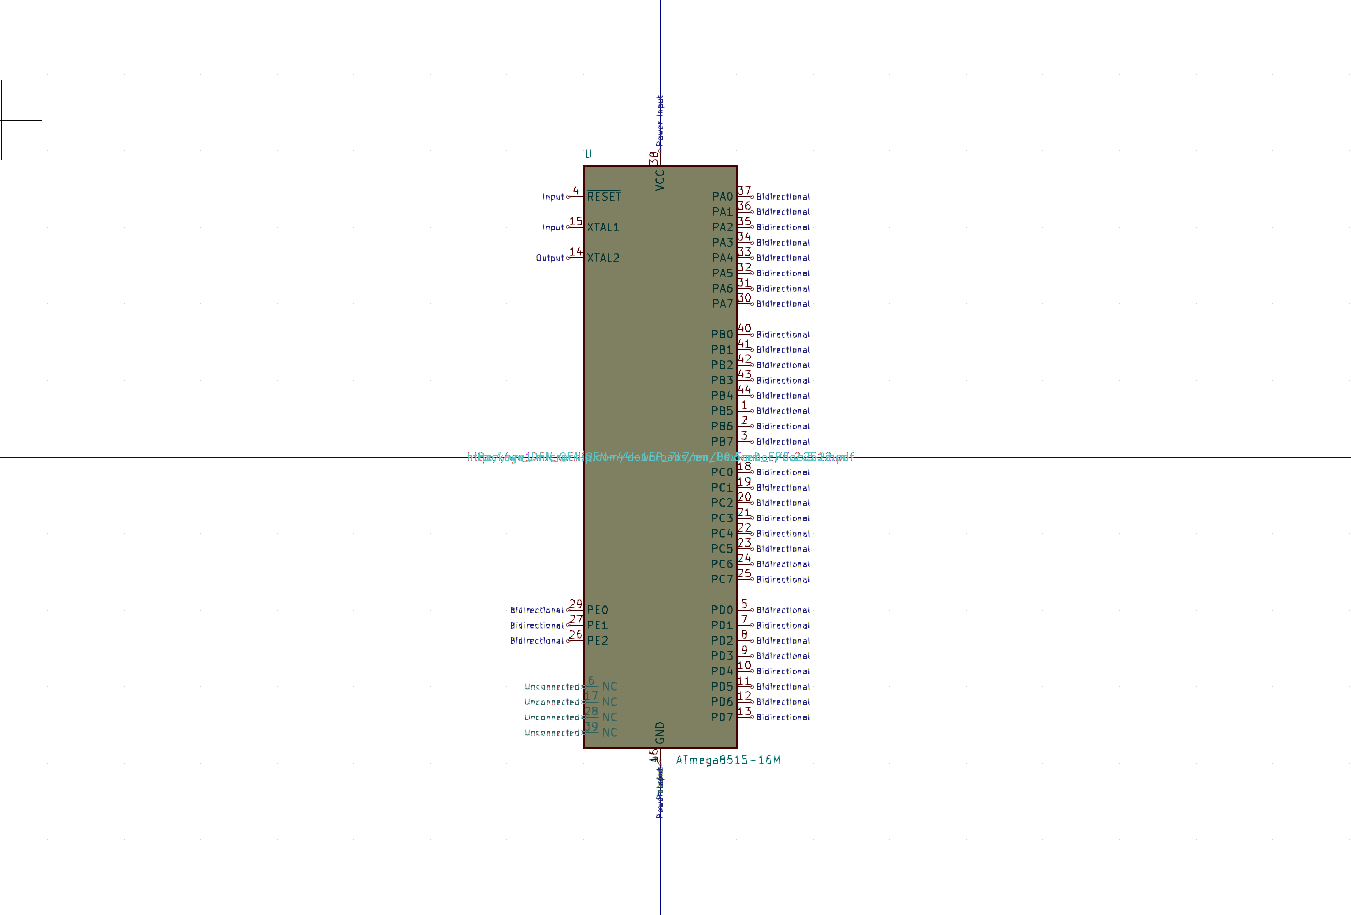 Power Input
38
VCC
U
Input 4 RESET
Input 15 XTAL1
Output 14 XTAL2
PA0 37 Bidirectional
PA1 36 Bidirectional
PA2 35 Bidirectional
PA3 34 Bidirectional
PA4 33 Bidirectional
PA5 32 Bidirectional
PA6 31 Bidirectional
PA7 30 Bidirectional
PB0 40 Bidirectional
PB1 41 Bidirectional
PB2 42 Bidirectional
PB3 43 Bidirectional
PB4 44 Bidirectional
PB5 1 Bidirectional
PB6 2 Bidirectional
PB7 3 Bidirectional
PC0 18 Bidirectional
PC1 19 Bidirectional
PC2 20 Bidirectional
PC3 21 Bidirectional
PC4 22 Bidirectional
PC5 23 Bidirectional
PC6 24 Bidirectional
PC7 25 Bidirectional
Bidirectional 29 PE0
Bidirectional 27 PE1
Bidirectional 26 PE2
PD0 5 Bidirectional
PD1 7 Bidirectional
PD2 8 Bidirectional
PD3 9 Bidirectional
PD4 10 Bidirectional
PD5 11 Bidirectional
PD6 12 Bidirectional
PD7 13 Bidirectional
Unconnected 6 NC
Unconnected 17 NC
Unconnected 28 NC
Unconnected 39 NC
GND
ATmega8515-16M